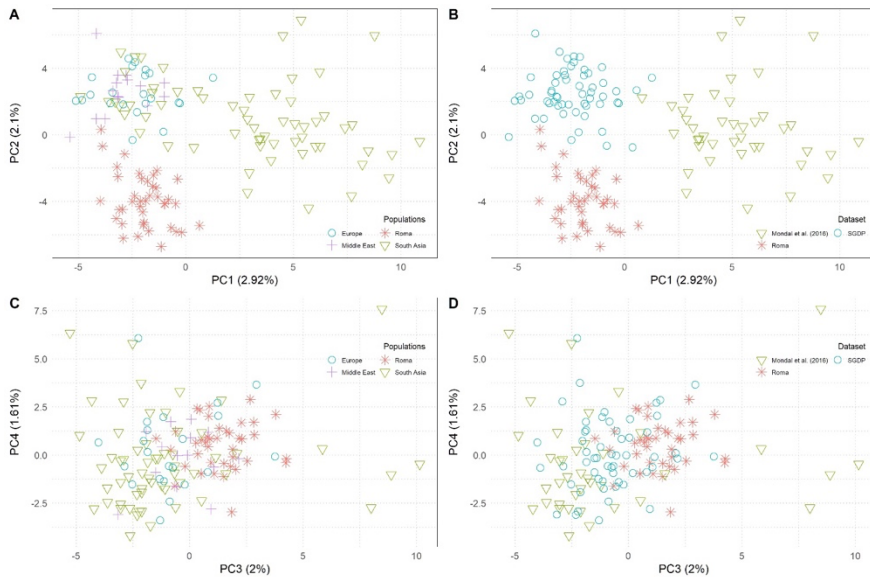 A
B
4
0
-4
PC2 (2.1%)
-5
0
5
10
PC1 (2.92%)
Populations
Europe
Roma
Middle East
South Asia
4
0
-4
PC2 (2.1%)
-5
0
5
10
PC1 (2.92%)
Dataset
Mondal et al. (2016)
SGDP
Roma
C
D
7.5
5.0
2.5
0.0
-2.5
PC4 (1.61%)
-5
0
5
10
PC3 (2%)
Populations
Europe
Roma
Middle East
South Asia
7.5
5.0
2.5
0.0
-2.5
PC4 (1.61%)
-5
0
5
10
PC3 (2%)
Dataset
Mondal et al. (2016)
SGDP
Roma